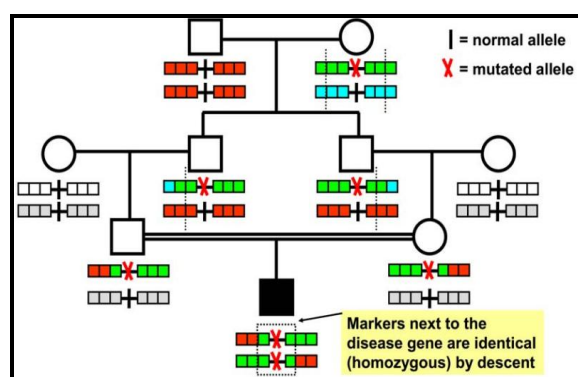 = normal allele
= mutated allele
Markers next to the
disease gene are identical
(homozygous) by descent